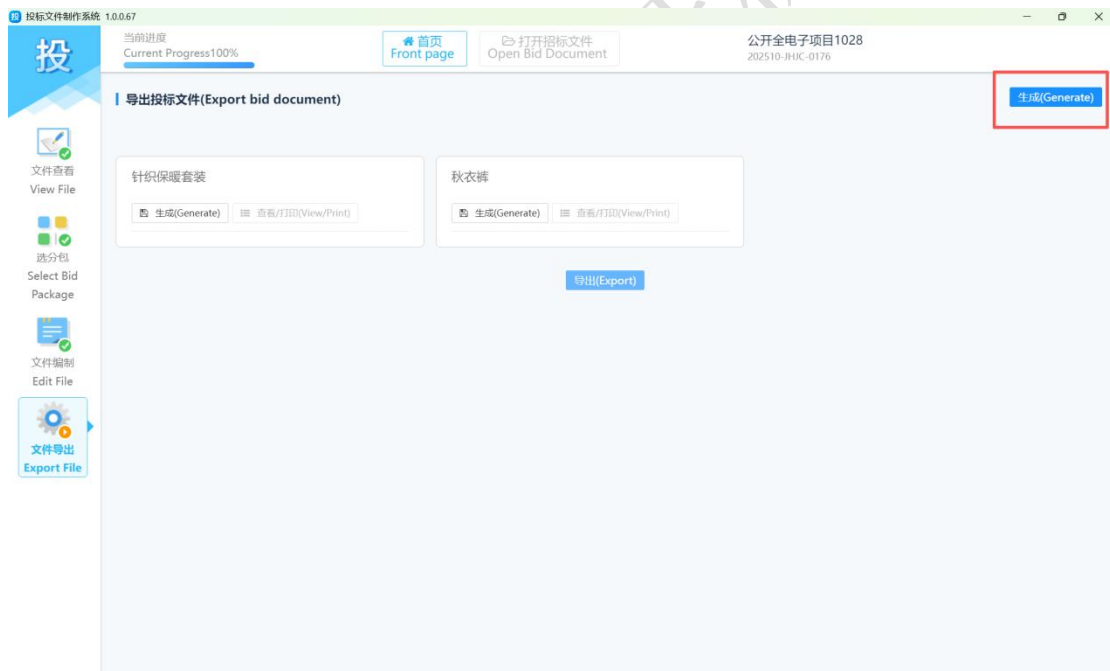 投 投标文件制作系统 1.0.0.67
投
当前进度
Current Progress100%
首页
Front page
打开招标文件
Open Bid Document
公开全电子项目1028
202510-JHJC-0176
导出投标文件(Export bid document)
生成(Generate)
文件查看
View File
选分包
Select Bid
Package
文件编制
Edit File
文件导出
Export File
针织保暖套装
生成(Generate) 查看/打印(View/Print)
秋衣裤
生成(Generate) 查看/打印(View/Print)
导出(Export)